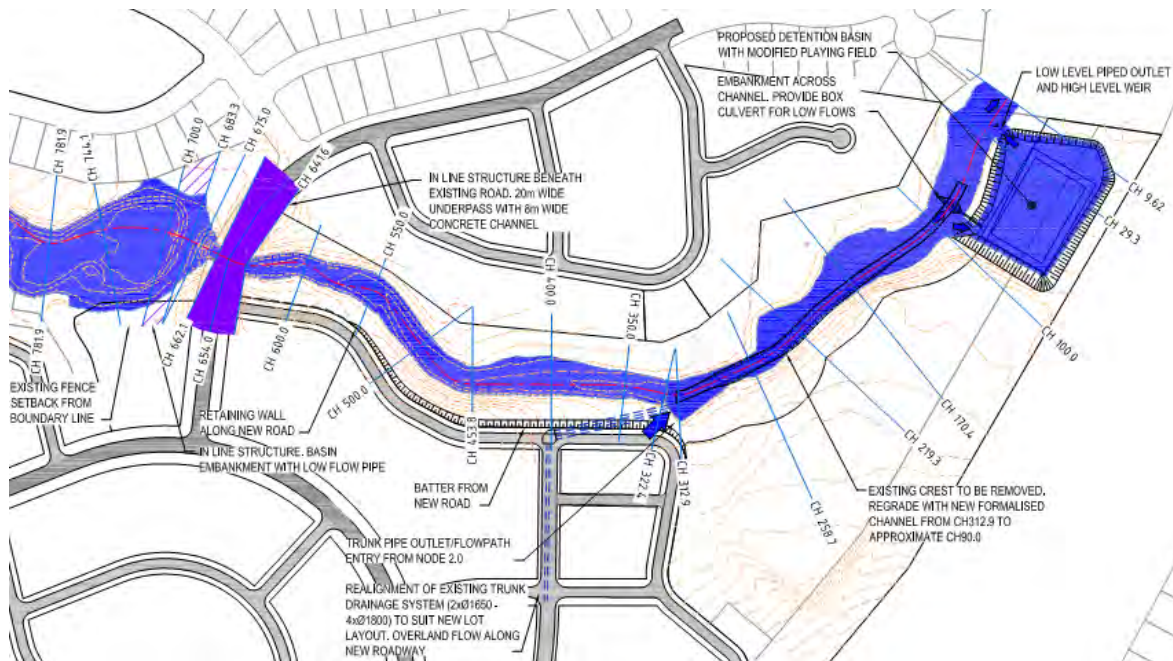 PROPOSED DETENTION BASIN
WITH MODIFIED PLAYING FIELD
EMBANKMENT ACROSS
CHANNEL. PROVIDE BOX
CULVERT FOR LOW FLOWS
LOW LEVEL PIPED OUTLET
AND HIGH LEVEL WEIR
CH 781.9
CH 744.1
CH 700.0
CH 683.3
CH 675.0
CH 641.6
IN LINE STRUCTURE BENEATH
EXISTING ROAD. 20m WIDE
UNDERPASS WITH 8m WIDE
CONCRETE CHANNEL
CH 550.0
CH 400.0
CH 350.0
CH 9.62
CH 29.3
CH 100.0
CH 170.4
CH 219.3
CH 258.7
CH 312.9
CH 322.4
CH 453.8
CH 500.0
CH 600.0
CH 654.0
CH 662.1
CH 781.9
EXISTING FENCE
SETBACK FROM
BOUNDARY LINE
RETAINING WALL
ALONG NEW ROAD
IN LINE STRUCTURE. BASIN
EMBANKMENT WITH LOW FLOW PIPE
BATTER FROM
NEW ROAD
EXISTING CREST TO BE REMOVED.
REGRADE WITH NEW FORMALISED
CHANNEL FROM CH312.9 TO
APPROXIMATE CH90.0
TRUNK PIPE OUTLET/FLOWPATH
ENTRY FROM NODE 2.0
REALIGNMENT OF EXISTING TRUNK
DRAINAGE SYSTEM (2xØ1650 -
4xØ1800) TO SUIT NEW LOT
LAYOUT. OVERLAND FLOW ALONG
NEW ROADWAY